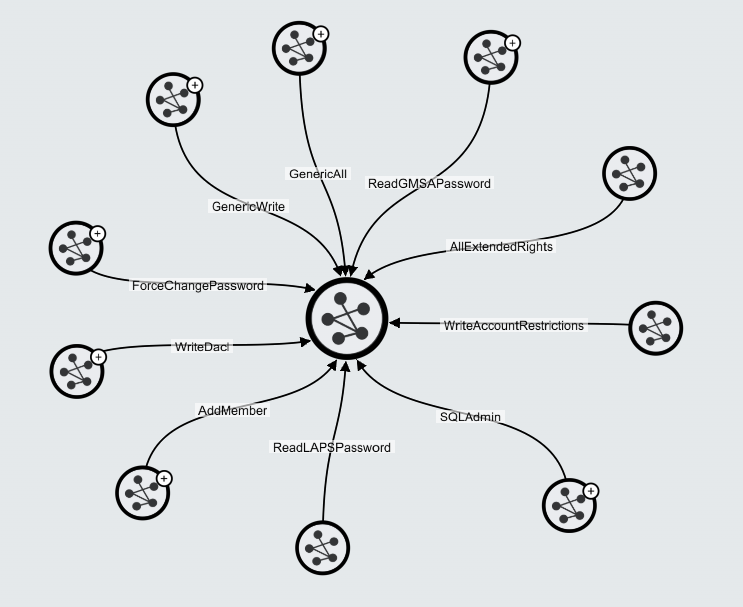 GenericAll
ReadGMSAPassword
GenericWrite
AllExtendedRights
ForceChangePassword
WriteAccountRestrictions
WriteDacl
AddMember
SQLAdmin
ReadLAPSPassword